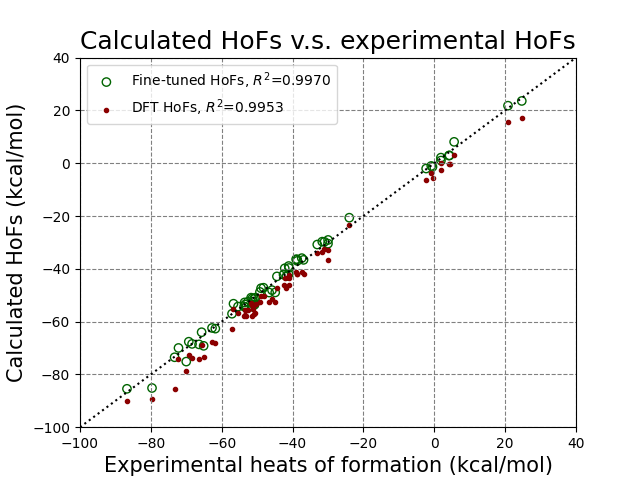 Calculated HoFs v.s. experimental HoFs
40
20
0
−20
−40
−60
−80
−100
Calculated HoFs (kcal/mol)
Fine-tuned HoFs, R²=0.9970
DFT HoFs, R²=0.9953
−100 −80 −60 −40 −20 0 20 40
Experimental heats of formation (kcal/mol)